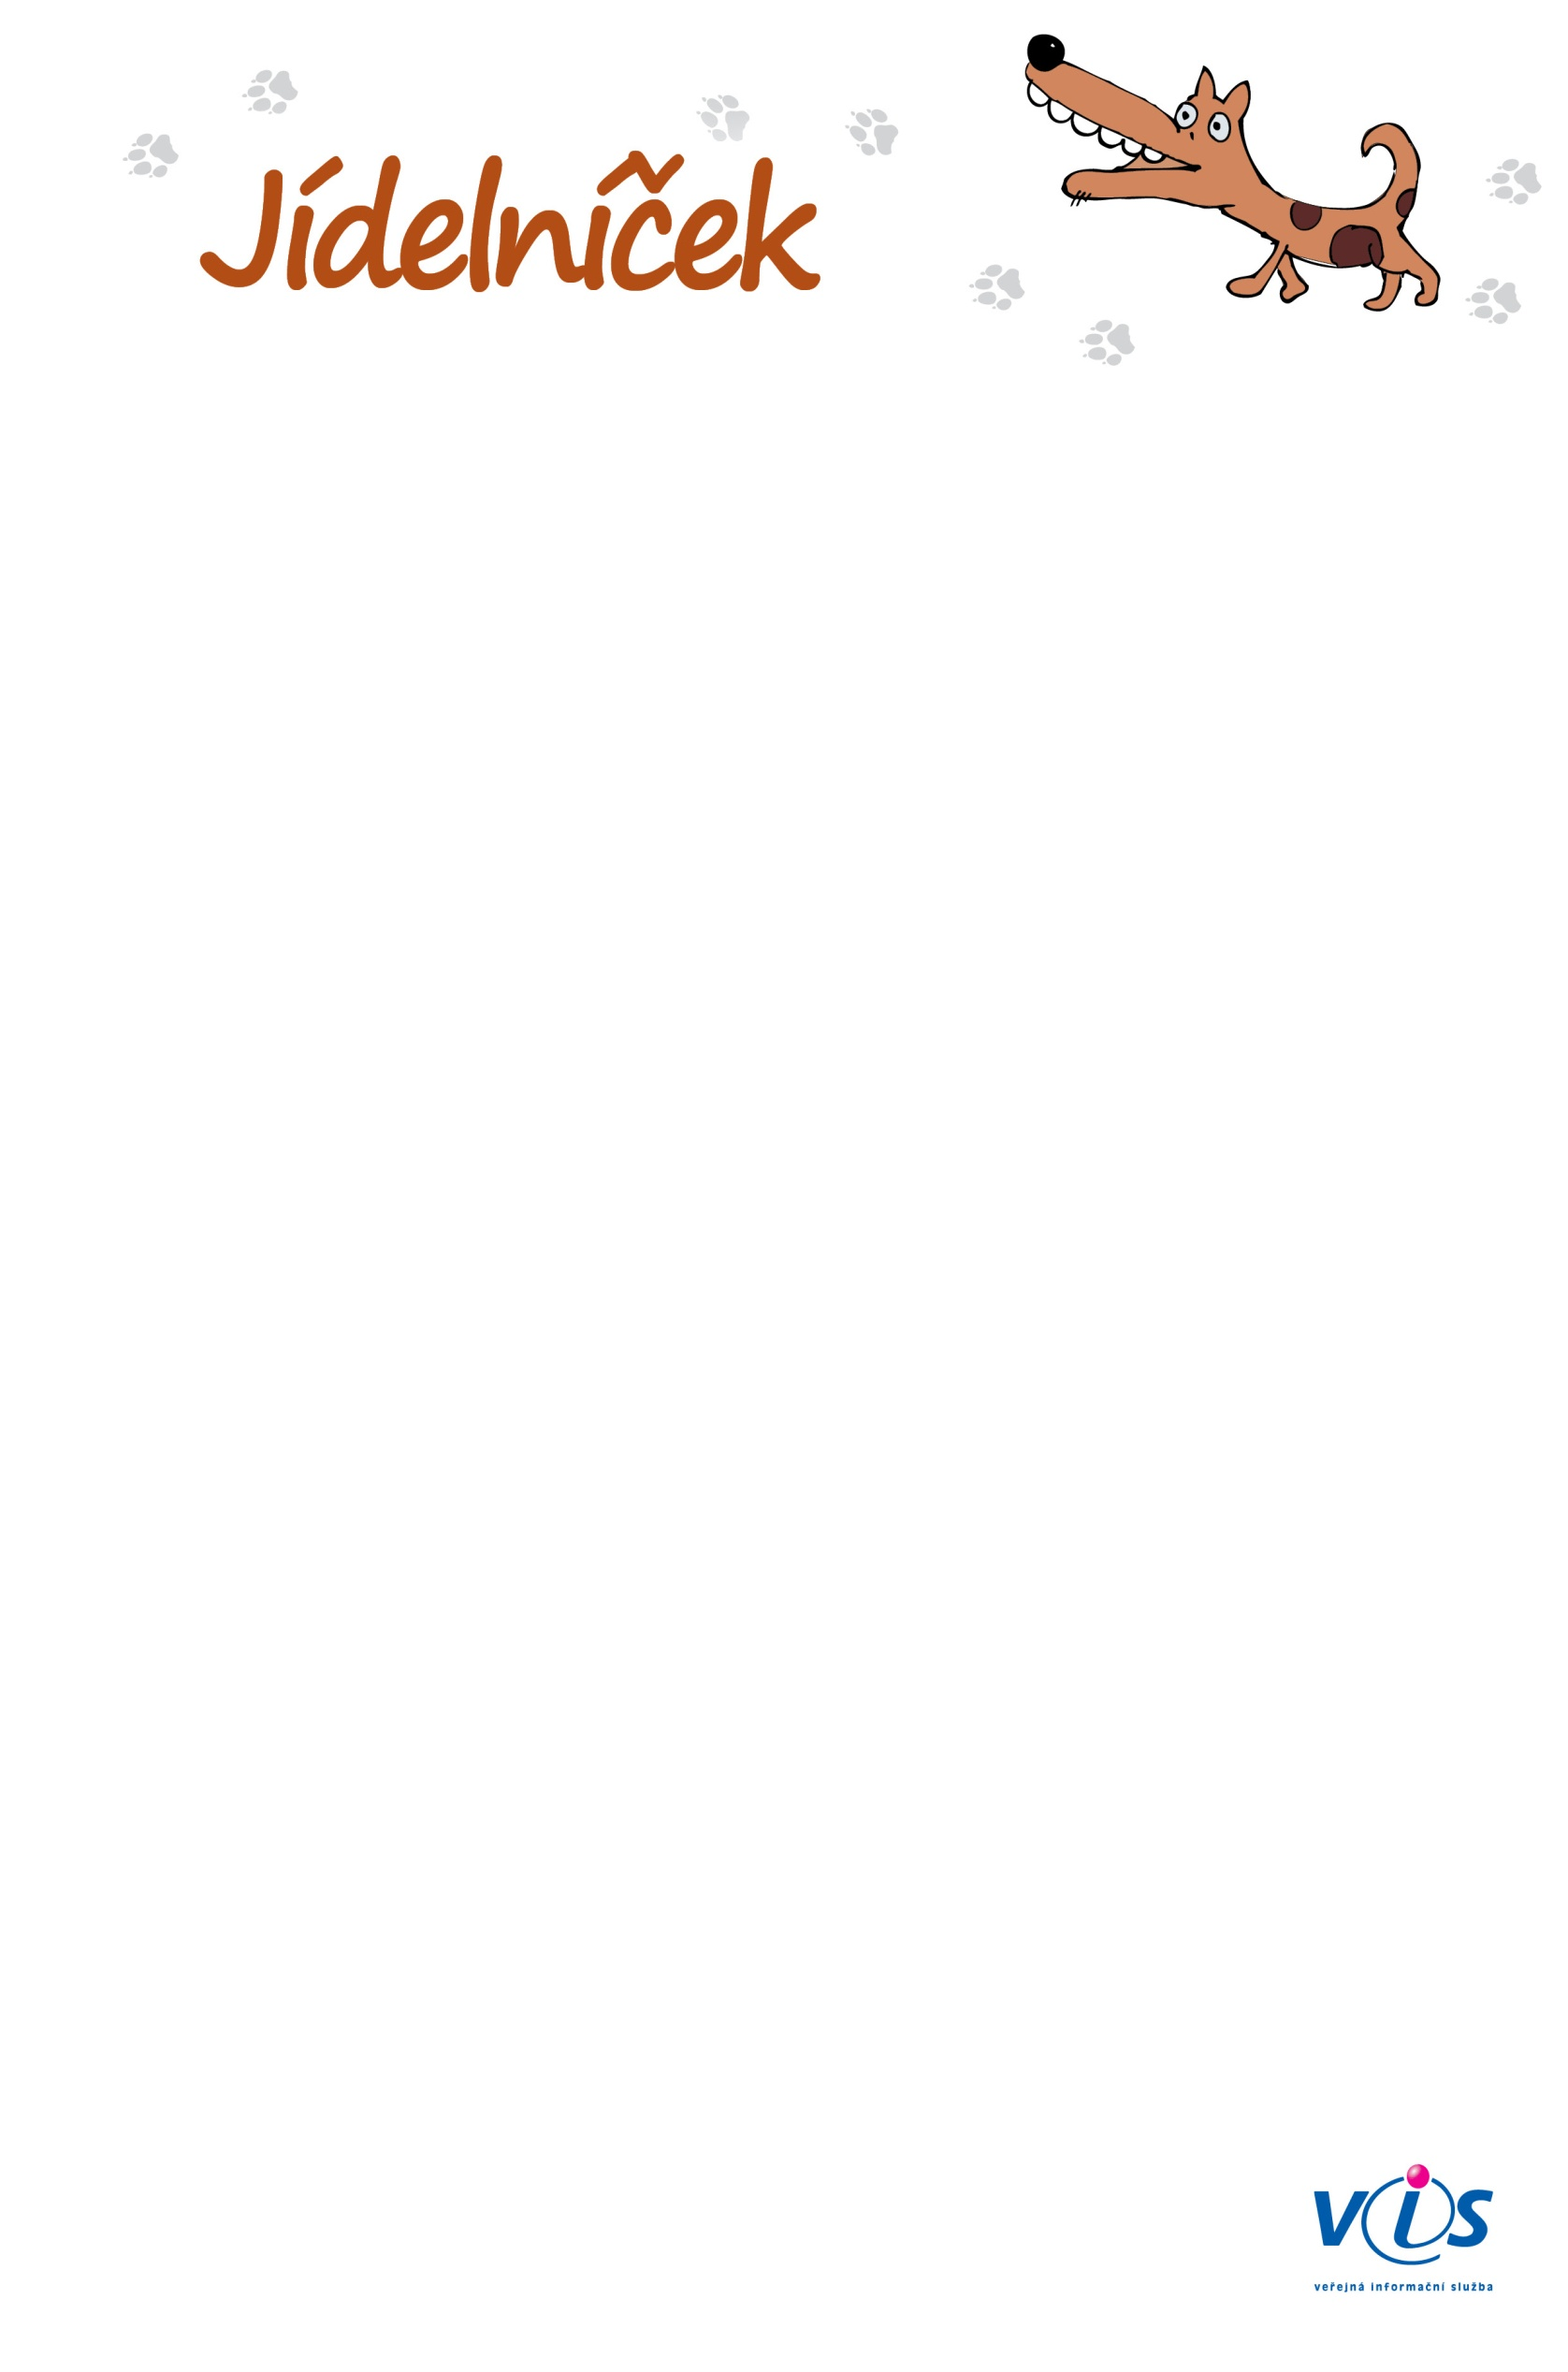 Jídelníček
vis
veřejná informační služba